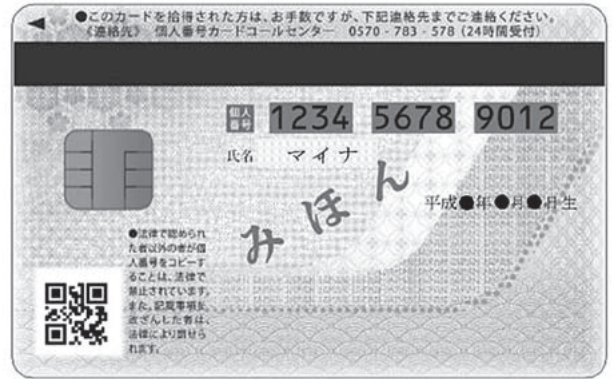 ●このカードを拾得された方は、お手数ですが、下記連絡先までご連絡ください。
《連絡先》 個人番号カードコールセンター 0570-783-578 (24時間受付)
個人番号 1234 5678 9012
氏名 マイナ
平成●年●月●日生
みほん
●法律で認められ
た者以外の者が個
人番号をコピーす
ることは、法律で
禁止されています。
また、記載事項を
改ざんした者は、
法律により罰せら
れます。